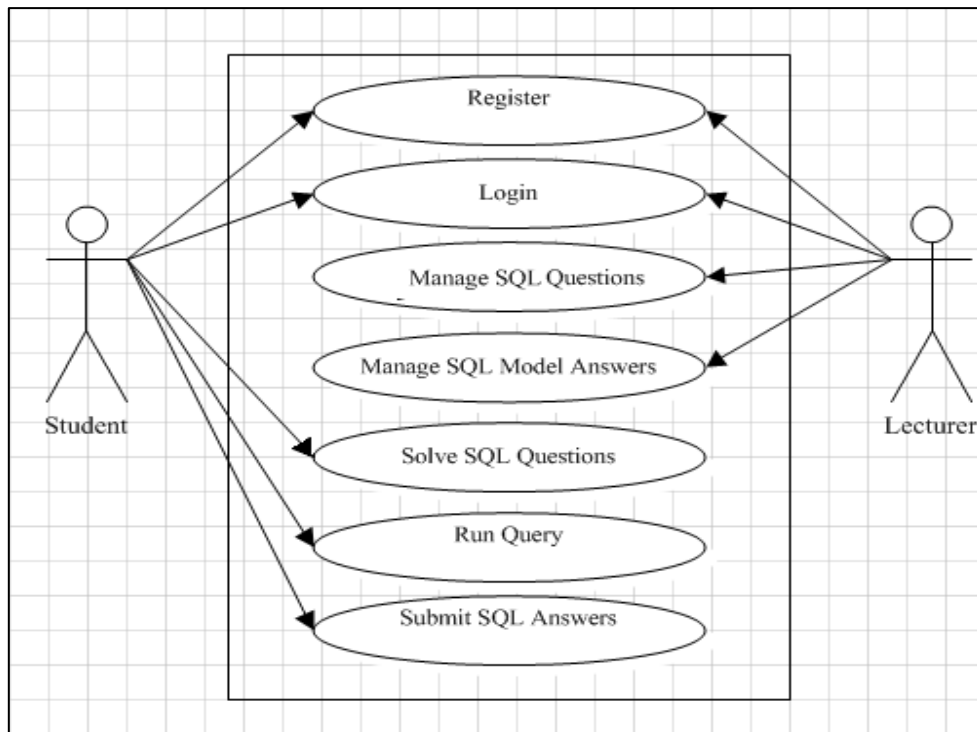 Register
Login
Manage SQL Questions
Manage SQL Model Answers
Student
Lecturer
Solve SQL Questions
Run Query
Submit SQL Answers